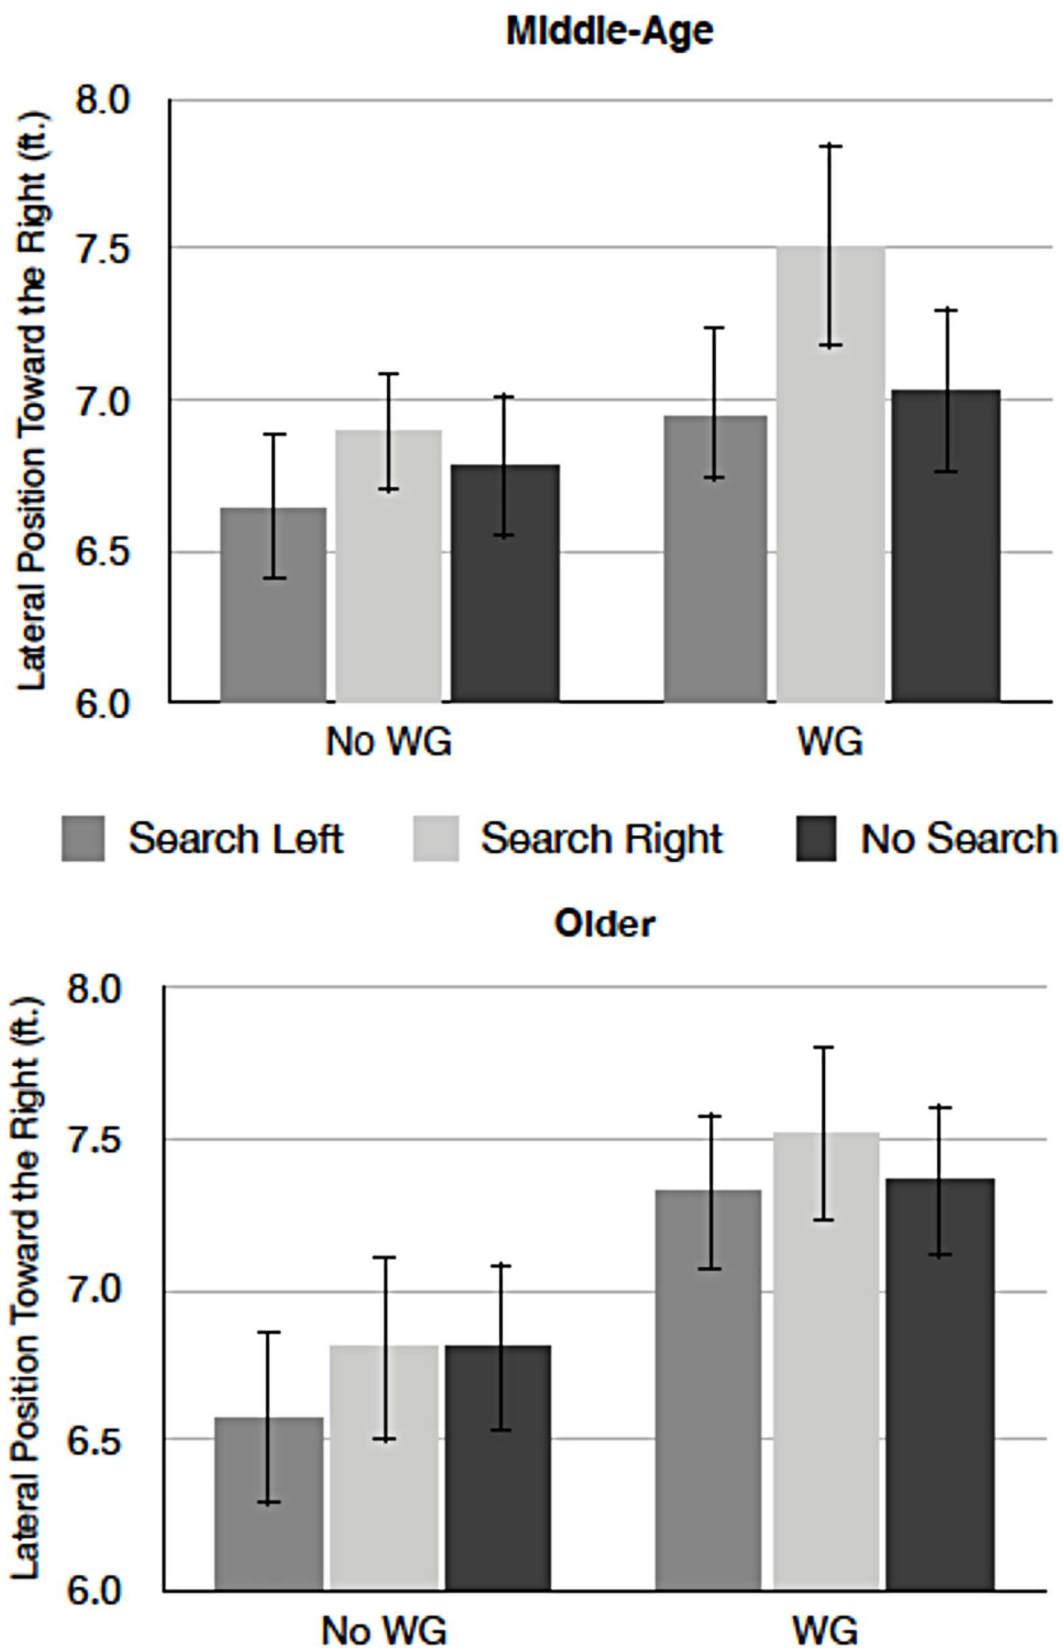 Middle-Age
Lateral Position Toward the Right (ft.)
8.0
7.5
7.0
6.5
6.0
No WG
WG
Search Left
Search Right
No Search
Older
Lateral Position Toward the Right (ft.)
8.0
7.5
7.0
6.5
6.0
No WG
WG